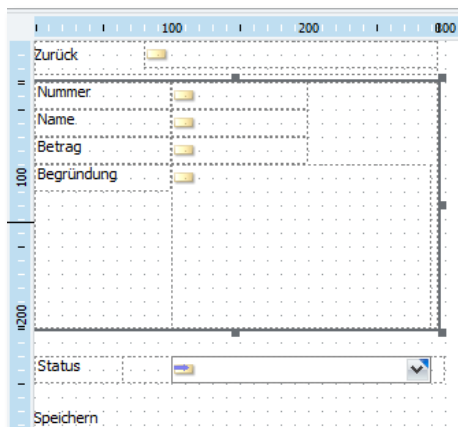 100 200 300
Zurück
Nummer
Name
Betrag
100
Begründung
200
Status
Speichern